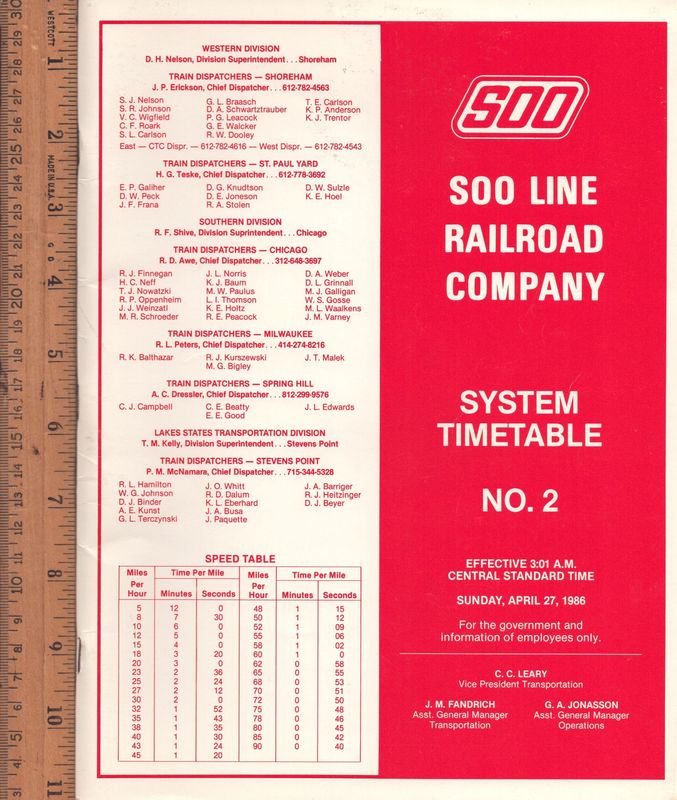 WESTERN DIVISION
D. H. Nelson, Division Superintendent . . . Shoreham
TRAIN DISPATCHERS — SHOREHAM
J. P. Erickson, Chief Dispatcher . . . 612-782-4563
S. J. Nelson G. L. Braasch T. E. Carlson
S. R. Johnson D. A. Schwartztrauber K. P. Anderson
V. C. Wigfield P. G. Leacock K. J. Trentor
C. F. Roark G. E. Walcker
S. L. Carlson R. W. Dooley
East — CTC Dispr. — 612-782-4616 — West Dispr. — 612-782-4543
TRAIN DISPATCHERS — ST. PAUL YARD
H. G. Teske, Chief Dispatcher . . . 612-778-3692
E. P. Galiher D. G. Knudtson D. W. Sulzle
D. W. Peck D. E. Joneson K. E. Hoel
J. F. Frana R. A. Stolen
SOUTHERN DIVISION
R. F. Shive, Division Suprintendent . . . Chicago
TRAIN DISPATCHERS — CHICAGO
R. D. Awe, Chief Dispatcher . . . 312-648-3697
R. J. Finnegan J. L. Norris D. A. Weber
H. C. Neff K. J. Baum D. L. Grinnall
T. J. Nowatzki M. W. Paulus M. J. Galligan
R. P. Oppenheim L. I. Thomson W. S. Gosse
J. J. Weinzatl K. E. Holtz M. L. Waalkens
M. R. Schroeder R. E. Peacock J. M. Varney
TRAIN DISPATCHERS — MILWAUKEE
R. L. Peters, Chief Dispatcher . . . 414-274-8216
R. K. Balthazar R. J. Kurszewski J. T. Malek
M. G. Bigley
TRAIN DISPATCHERS — SPRING HILL
A. C. Dressler, Chief Dispatcher . . . 812-299-9576
C. J. Campbell C. E. Beatty J. L. Edwards
E. E. Good
LAKES STATES TRANSPORTATION DIVISION
T. M. Kelly, Division Superintendent . . . Stevens Point
TRAIN DISPATCHERS — STEVENS POINT
P. M. McNamara, Chief Dispatcher . . . 715-344-5328
R. L. Hamilton J. O. Whitt J. A. Barriger
W. G. Johnson R. D. Dalum R. J. Heitzinger
D. J. Binder K. L. Eberhard D. J. Beyer
A. E. Kunst J. A. Busa
G. L. Terczynski J. Paquette
SPEED TABLE
Miles Per Hour Time Per Mile Miles Per Hour Time Per Mile
Minutes Seconds Minutes Seconds
5 12 0 48 1 15
8 7 30 50 1 12
10 6 0 52 1 09
12 5 0 55 1 06
15 4 0 58 1 02
18 3 20 60 1 0
20 3 0 62 0 58
23 2 36 65 0 55
25 2 24 68 0 53
27 2 12 70 0 51
30 2 0 72 0 50
32 1 52 75 0 48
35 1 43 78 0 46
38 1 35 80 0 45
40 1 30 85 0 42
43 1 24 90 0 40
45 1 20
SOO
SOO LINE
RAILROAD
COMPANY
SYSTEM
TIMETABLE
NO. 2
EFFECTIVE 3:01 A.M.
CENTRAL STANDARD TIME
SUNDAY, APRIL 27, 1986
For the government and
information of employees only.
C. C. LEARY
Vice President Transportation
J. M. FANDRICH G. A. JONASSON
Asst. General Manager Asst. General Manager
Transportation Operations
WESTCOTT
MADE IN U.S.A.
1
2
3
4
5
6
7
8
9
10
11